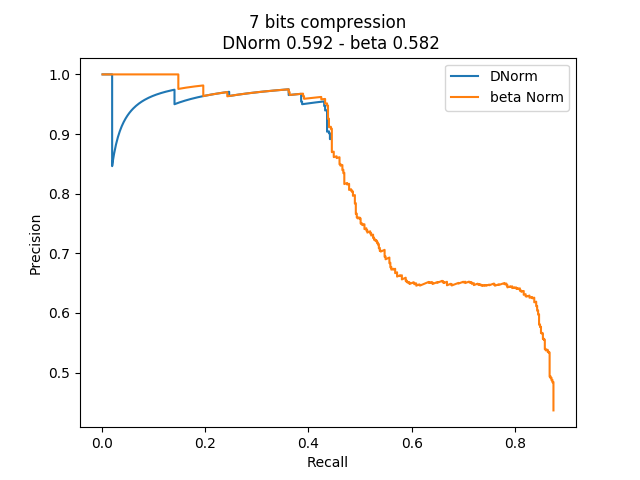 7 bits compression
DNorm 0.592 - beta 0.582
DNorm
beta Norm
1.0
0.9
0.8
0.7
0.6
0.5
Precision
0.0
0.2
0.4
0.6
0.8
Recall